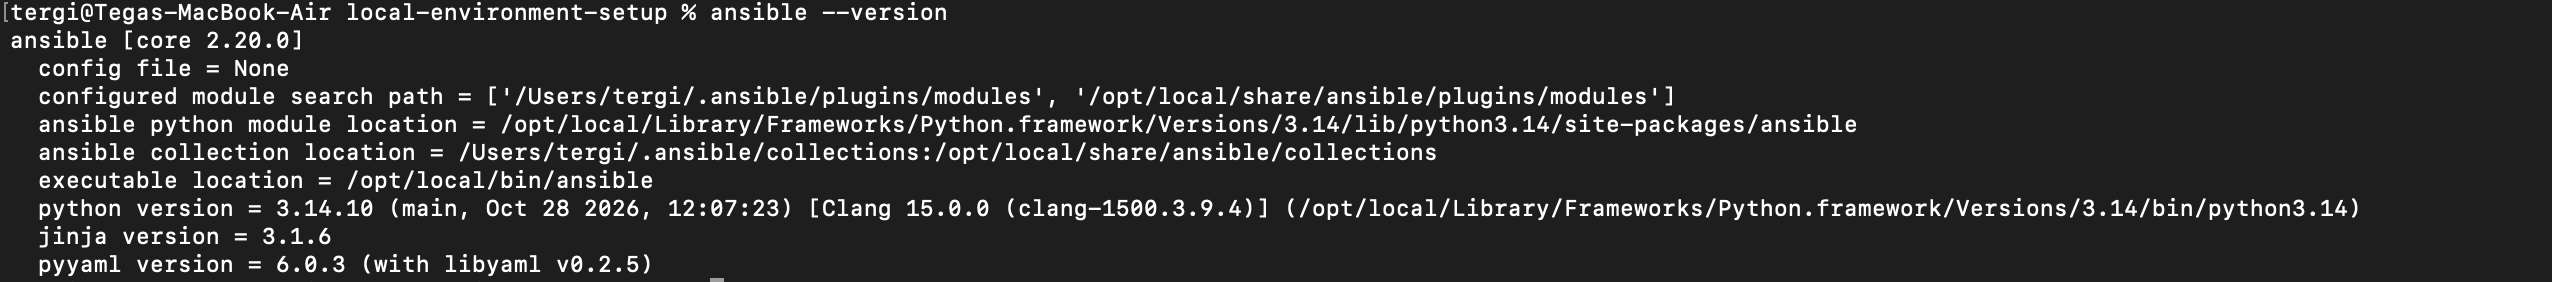 [tergi@Tegas-MacBook-Air local-environment-setup % ansible --version
ansible [core 2.20.0]
  config file = None
  configured module search path = ['/Users/tergi/.ansible/plugins/modules', '/opt/local/share/ansible/plugins/modules']
  ansible python module location = /opt/local/Library/Frameworks/Python.framework/Versions/3.14/lib/python3.14/site-packages/ansible
  ansible collection location = /Users/tergi/.ansible/collections:/opt/local/share/ansible/collections
  executable location = /opt/local/bin/ansible
  python version = 3.14.10 (main, Oct 28 2026, 12:07:23) [Clang 15.0.0 (clang-1500.3.9.4)] (/opt/local/Library/Frameworks/Python.framework/Versions/3.14/bin/python3.14)
  jinja version = 3.1.6
  pyyaml version = 6.0.3 (with libyaml v0.2.5)